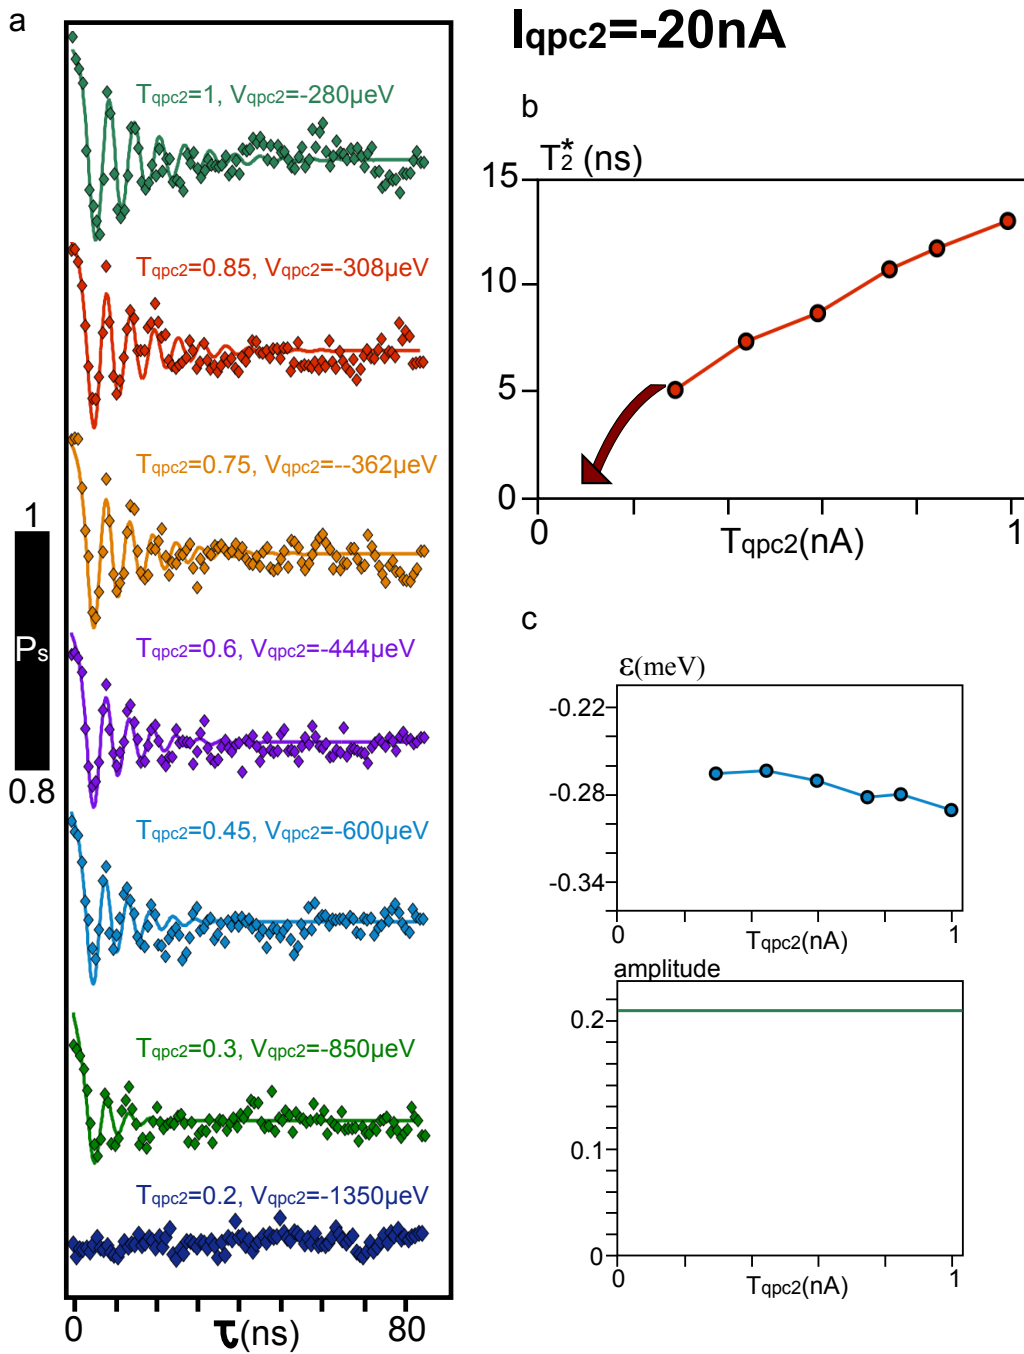 a
Iqpc2=-20nA
Tqpc2=1, Vqpc2=-280µeV
Tqpc2=0.85, Vqpc2=-308µeV
Tqpc2=0.75, Vqpc2=--362µeV
Tqpc2=0.6, Vqpc2=-444µeV
Tqpc2=0.45, Vqpc2=-600µeV
Tqpc2=0.3, Vqpc2=-850µeV
Tqpc2=0.2, Vqpc2=-1350µeV
1
Ps
0.8
0
80
τ(ns)
b
T2* (ns)
15
10
5
0
0
1
Tqpc2(nA)
c
ε(meV)
-0.22
-0.28
-0.34
0
1
Tqpc2(nA)
amplitude
0.2
0.1
0
0
1
Tqpc2(nA)